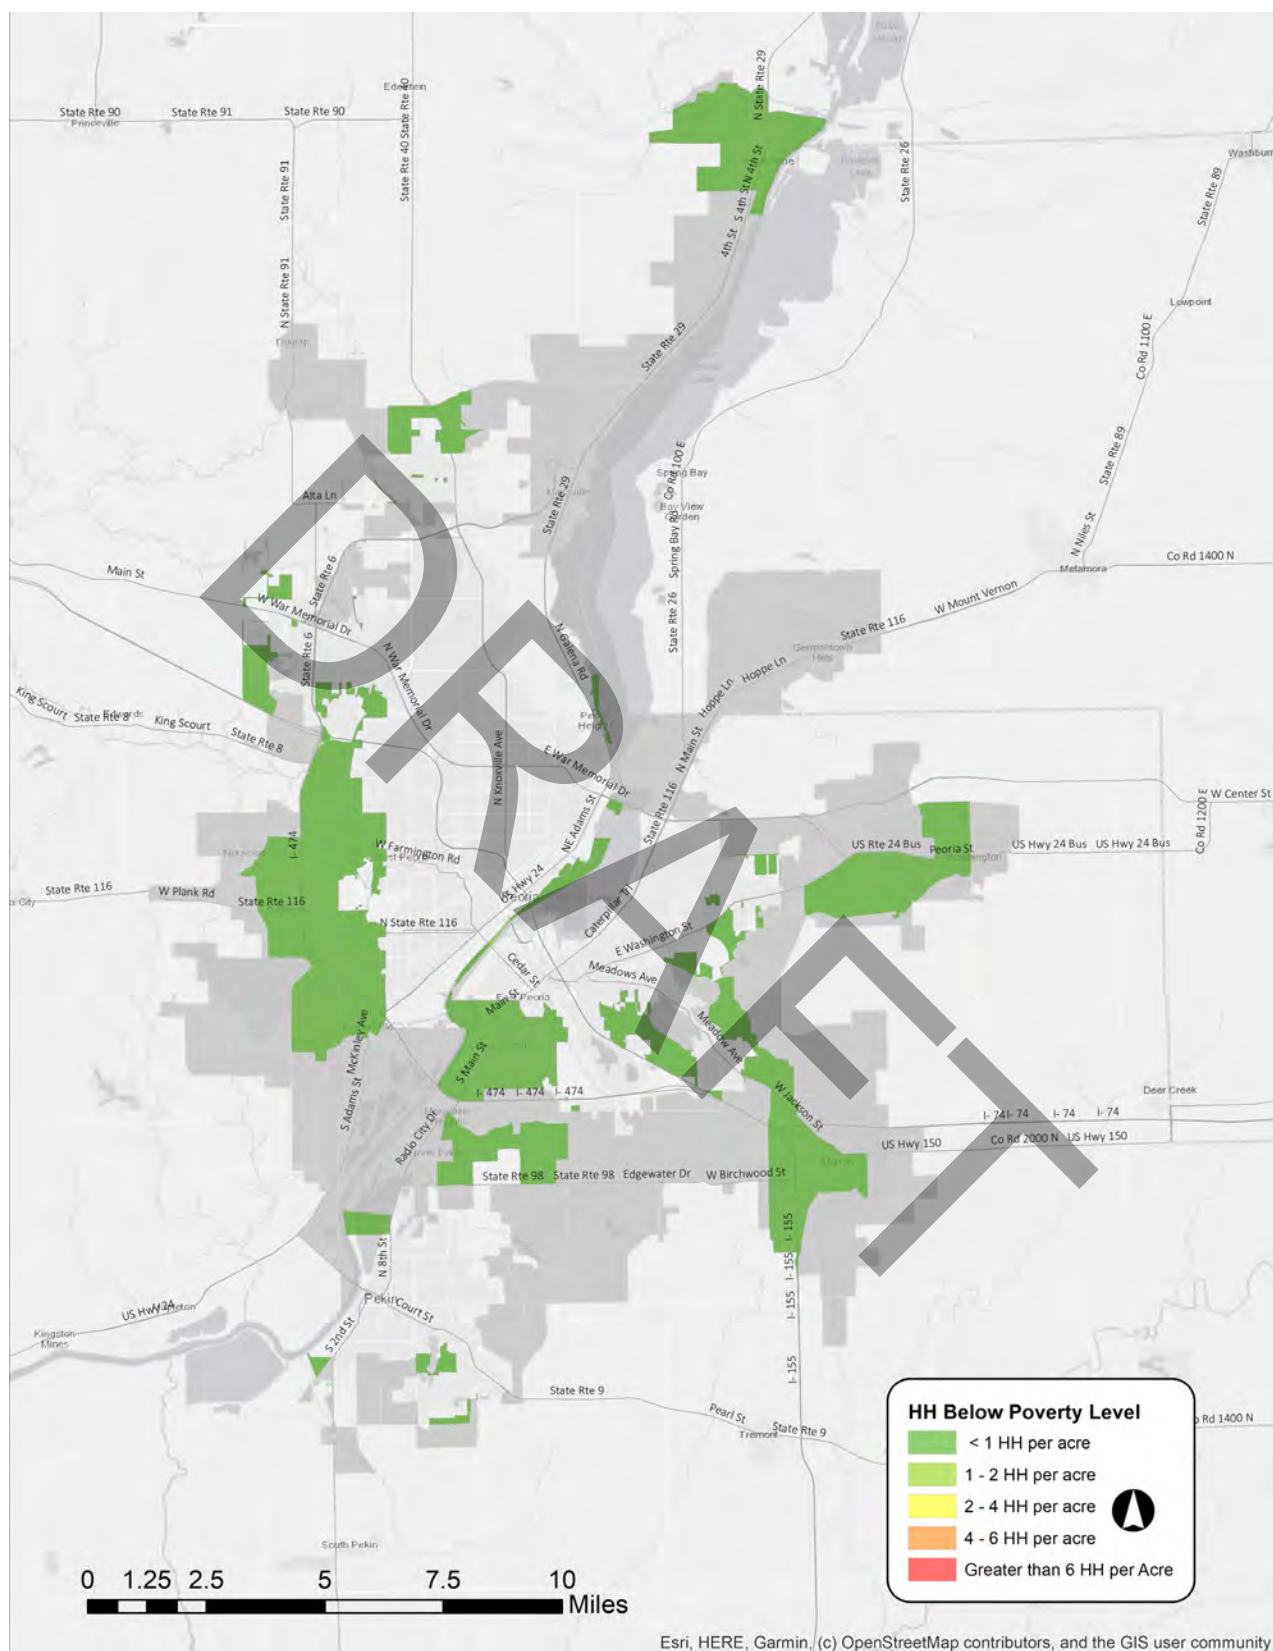 State Rte 90
State Rte 91
State Rte 90
Princeville
Edelstein
State Rte 40
State Rte 40
N State Rte 29
State Rte 26
Washburn
State Rte 91
N State Rte 91
S 4th St
N 4th St
4th St
State Rte 89
Lowpoint
Dunlap
State Rte 29
Co Rd 1100 E
State Rte 89
Co Rd 100 E
Spring Bay
Bay View
Garden
Spring Bay Rd
Alta Ln
State Rte 29
N Niles St
Co Rd 1400 N
Metamora
Main St
State Rte 6
W War Memorial Dr
W Mount Vernon
State Rte 116
Germantown
Hills
State Rte 26
N Galena Rd
State Rte 6
N War Memorial Dr
Hoppe Ln
Hoppe Ln
King Scourt
State Rte 8
Edwards
King Scourt
State Rte 8
N Knoxville Ave
E War Memorial Dr
N Main St
State Rte 116
W Center St
Co Rd 1200 E
NE Adams St
I- 474
Norwood
W Farmington Rd
US Rte 24 Bus
Peoria St
Washington
US Hwy 24 Bus
US Hwy 24 Bus
State Rte 116
W Plank Rd
State Rte 116
Peoria
N State Rte 116
Caterpillar Trl
E Washington St
Cedar St
Meadows Ave
Main St
East Peoria
Meadow Ave
McKinley Ave
S Adams St
S Main St
I- 474
I- 474
I- 474
W Jackson St
Deer Creek
I- 74
I- 74
I- 74
I- 74
US Hwy 150
Co Rd 2000 N
US Hwy 150
Radio City Dr
Morton
State Rte 98
State Rte 98
Edgewater Dr
W Birchwood St
I- 155
I- 155
I- 155
I- 155
N 8th St
US Hwy 24
Pekin
Court St
Kingston
Mines
S 2nd St
State Rte 9
Pearl St
State Rte 9
Tremont
South Pekin
DRAFT
HH Below Poverty Level
< 1 HH per acre
1 - 2 HH per acre
2 - 4 HH per acre
4 - 6 HH per acre
Greater than 6 HH per Acre
0 1.25 2.5 5 7.5 10
Miles
Esri, HERE, Garmin, (c) OpenStreetMap contributors, and the GIS user community